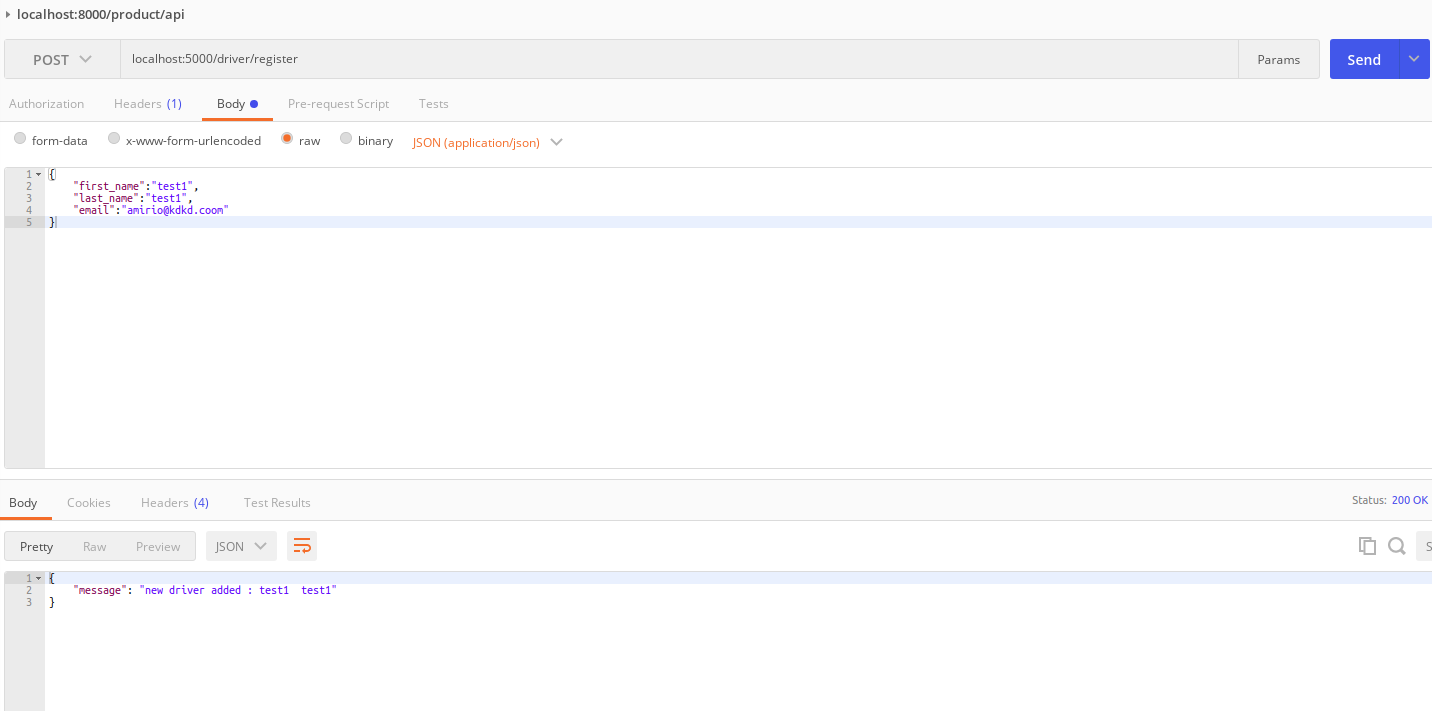 localhost:8000/product/api
POST localhost:5000/driver/register Params Send
Authorization Headers (1) Body Pre-request Script Tests
form-data x-www-form-urlencoded raw binary JSON (application/json)
1 {
2 "first_name":"test1",
3 "last_name":"test1",
4 "email":"amirio@kdkd.coom"
5 }
Body Cookies Headers (4) Test Results Status: 200 OK
Pretty Raw Preview JSON S
1 {
2 "message": "new driver added : test1  test1"
3 }